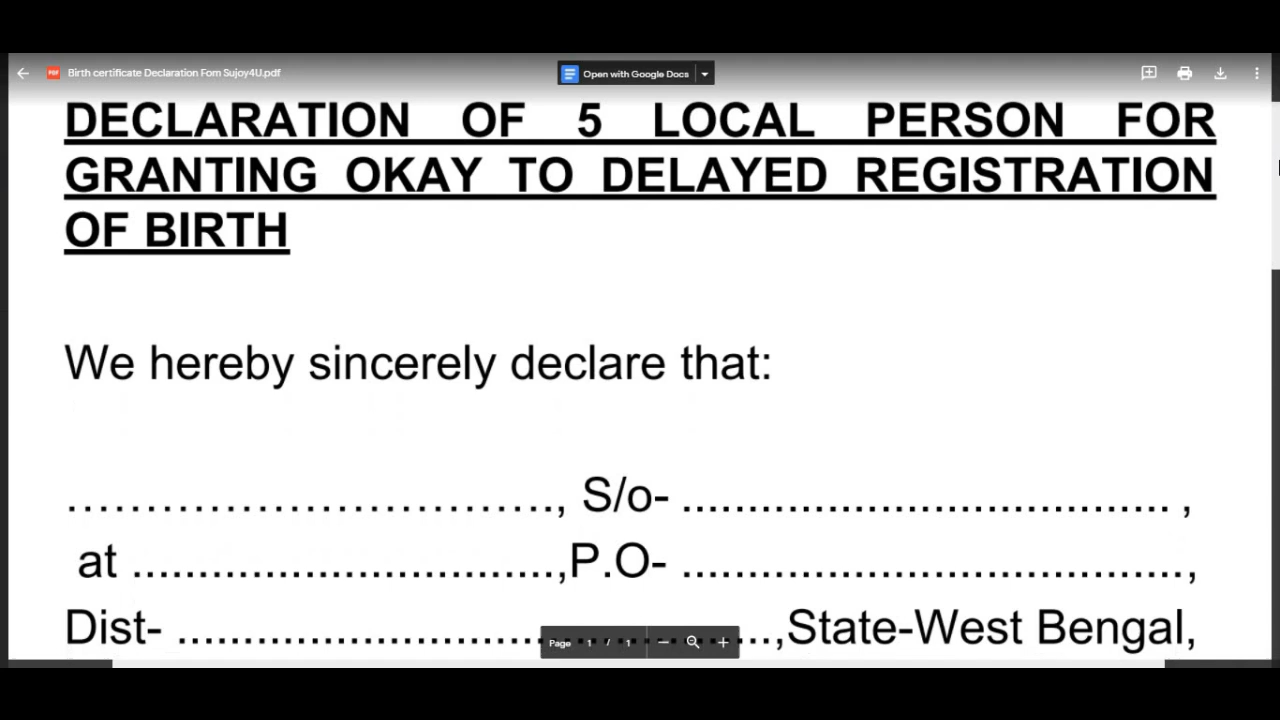 Birth certificate Declaration Fom Sujoy4U.pdf
Open with Google Docs
DECLARATION OF 5 LOCAL PERSON FOR
GRANTING OKAY TO DELAYED REGISTRATION
OF BIRTH
We hereby sincerely declare that:
................................., S/o- ..................................... ,
at ................................,P.O- ......................................,
Dist- .............................................,State-West Bengal,
Page 1 / 1